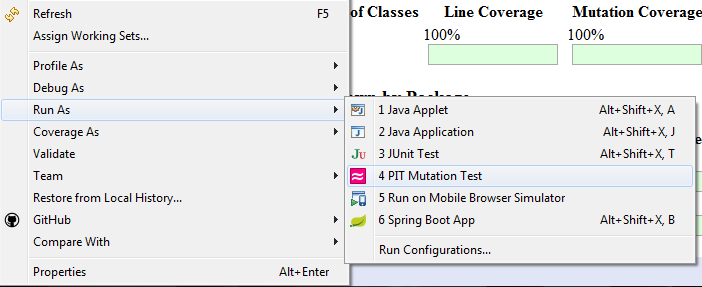 Refresh F5
Assign Working Sets...
Profile As
Debug As
Run As
Coverage As
Validate
Team
Restore from Local History...
GitHub
Compare With
Properties Alt+Enter
of Classes Line Coverage Mutation Coverage
100% 100%
by Package
1 Java Applet Alt+Shift+X, A
2 Java Application Alt+Shift+X, J
JU 3 JUnit Test Alt+Shift+X, T
4 PIT Mutation Test
5 Run on Mobile Browser Simulator
6 Spring Boot App Alt+Shift+X, B
Run Configurations...